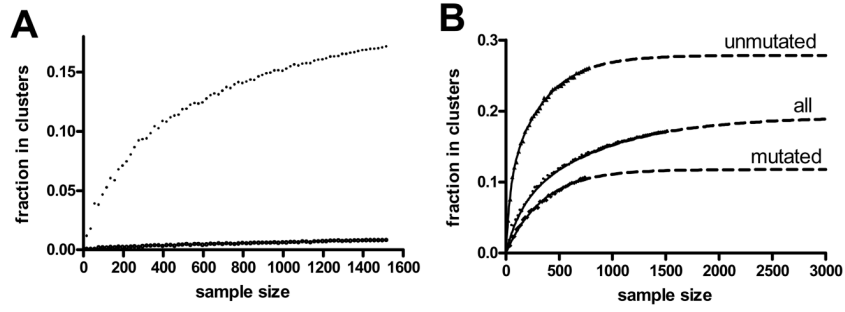 A
fraction in clusters
0.15
0.10
0.05
0.00
0 200 400 600 800 1000 1200 1400 1600
sample size
B
fraction in clusters
0.3
0.2
0.1
0.0
unmutated
all
mutated
0 500 1000 1500 2000 2500 3000
sample size